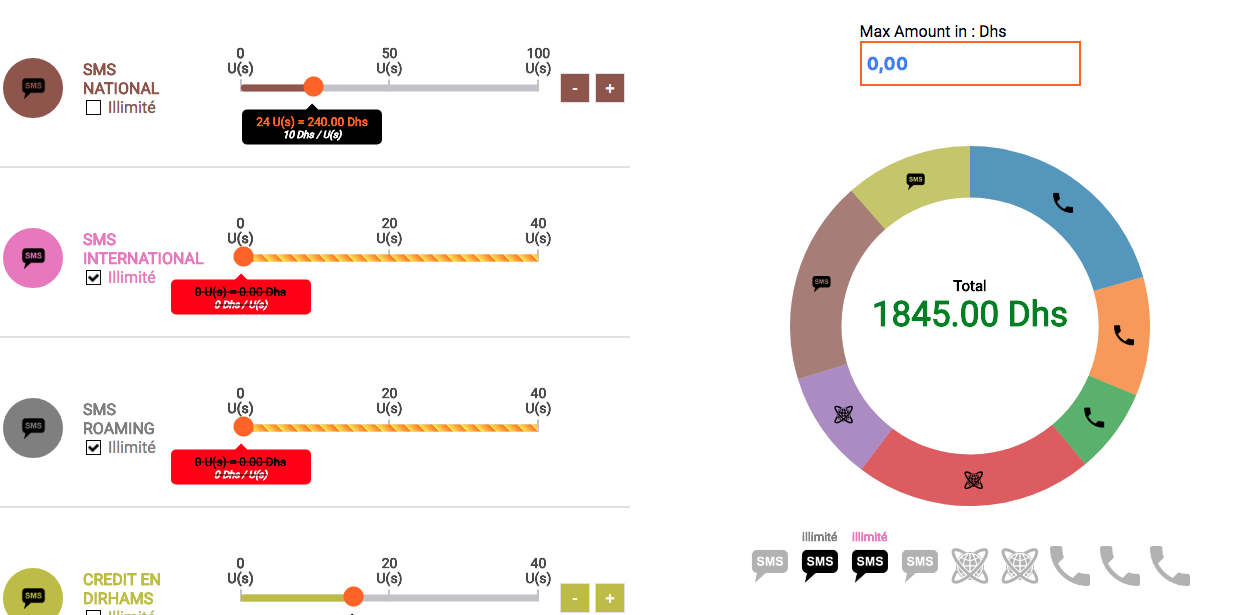 0 50 100
U(s) U(s) U(s)
SMS
SMS
NATIONAL
Illimité
- +
24 U(s) = 240.00 Dhs
10 Dhs / U(s)
0 20 40
U(s) U(s) U(s)
SMS
SMS
INTERNATIONAL
Illimité
0 U(s) = 0.00 Dhs
0 Dhs / U(s)
0 20 40
U(s) U(s) U(s)
SMS
SMS
ROAMING
Illimité
0 U(s) = 0.00 Dhs
0 Dhs / U(s)
0 20 40
U(s) U(s) U(s)
SMS
CREDIT EN
DIRHAMS
Illimité
- +
Max Amount in : Dhs
0,00
SMS
SMS
Total
1845.00 Dhs
illimité illimité
SMS SMS SMS SMS